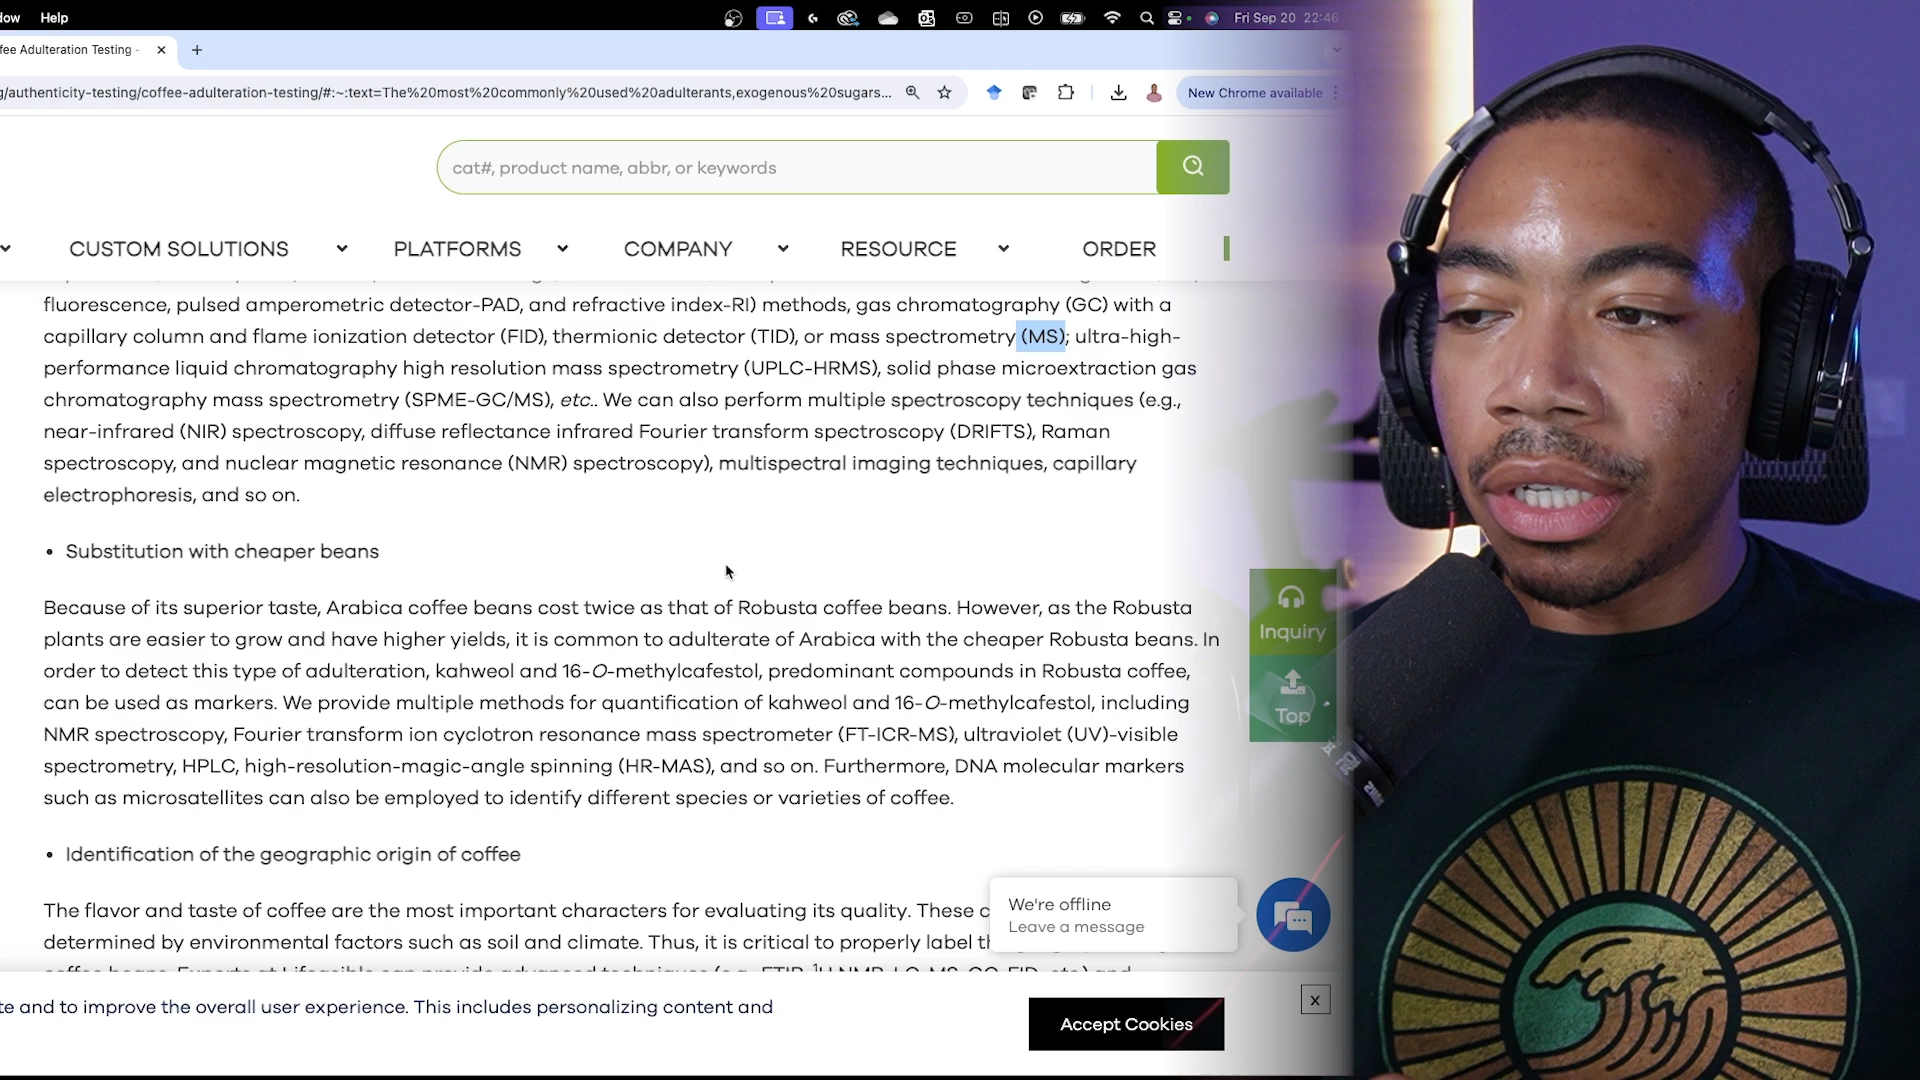 dow Help
Fri Sep 20 22:46
fee Adulteration Testing -
g/authenticity-testing/coffee-adulteration-testing/#:~:text=The%20most%20commonly%20used%20adulterants,exogenous%20sugars...
New Chrome available
cat#, product name, abbr, or keywords
CUSTOM SOLUTIONS PLATFORMS COMPANY RESOURCE ORDER
fluorescence, pulsed amperometric detector-PAD, and refractive index-RI) methods, gas chromatography (GC) with a
capillary column and flame ionization detector (FID), thermionic detector (TID), or mass spectrometry (MS); ultra-high-
performance liquid chromatography high resolution mass spectrometry (UPLC-HRMS), solid phase microextraction gas
chromatography mass spectrometry (SPME-GC/MS), etc.. We can also perform multiple spectroscopy techniques (e.g.,
near-infrared (NIR) spectroscopy, diffuse reflectance infrared Fourier transform spectroscopy (DRIFTS), Raman
spectroscopy, and nuclear magnetic resonance (NMR) spectroscopy), multispectral imaging techniques, capillary
electrophoresis, and so on.
• Substitution with cheaper beans
Because of its superior taste, Arabica coffee beans cost twice as that of Robusta coffee beans. However, as the Robusta
plants are easier to grow and have higher yields, it is common to adulterate of Arabica with the cheaper Robusta beans. In
order to detect this type of adulteration, kahweol and 16-O-methylcafestol, predominant compounds in Robusta coffee,
can be used as markers. We provide multiple methods for quantification of kahweol and 16-O-methylcafestol, including
NMR spectroscopy, Fourier transform ion cyclotron resonance mass spectrometer (FT-ICR-MS), ultraviolet (UV)-visible
spectrometry, HPLC, high-resolution-magic-angle spinning (HR-MAS), and so on. Furthermore, DNA molecular markers
such as microsatellites can also be employed to identify different species or varieties of coffee.
• Identification of the geographic origin of coffee
The flavor and taste of coffee are the most important characters for evaluating its quality. These c
determined by environmental factors such as soil and climate. Thus, it is critical to properly label th
Inquiry
Top
We're offline
Leave a message
te and to improve the overall user experience. This includes personalizing content and
Accept Cookies
x